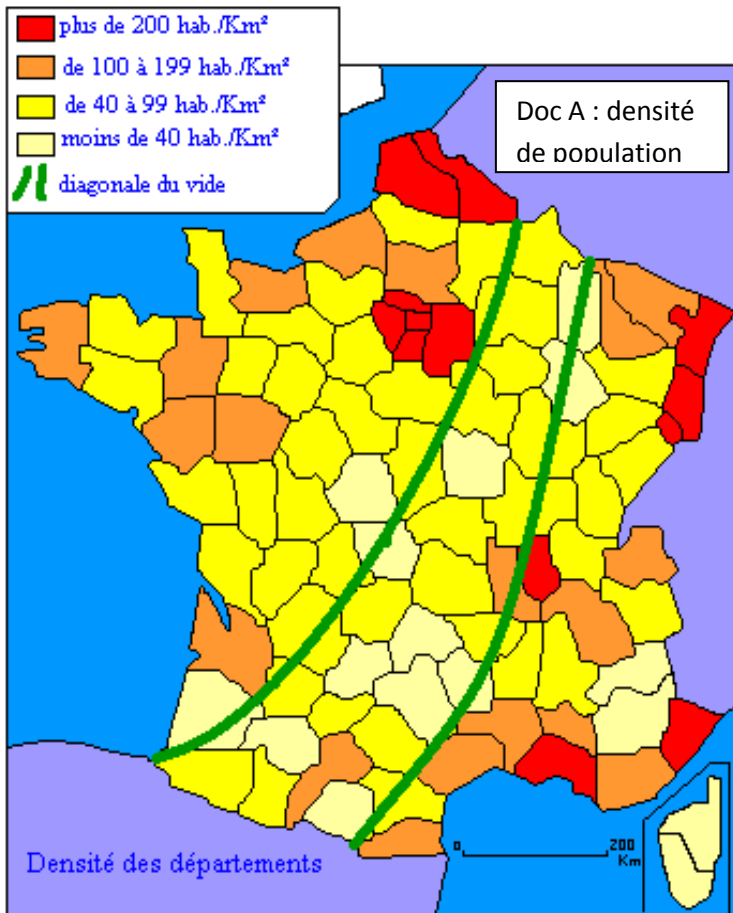 plus de 200 hab./Km²
de 100 à 199 hab./Km²
de 40 à 99 hab./Km²
moins de 40 hab./Km²
diagonale du vide
Doc A : densité
de population
Densité des départements
0 200
Km